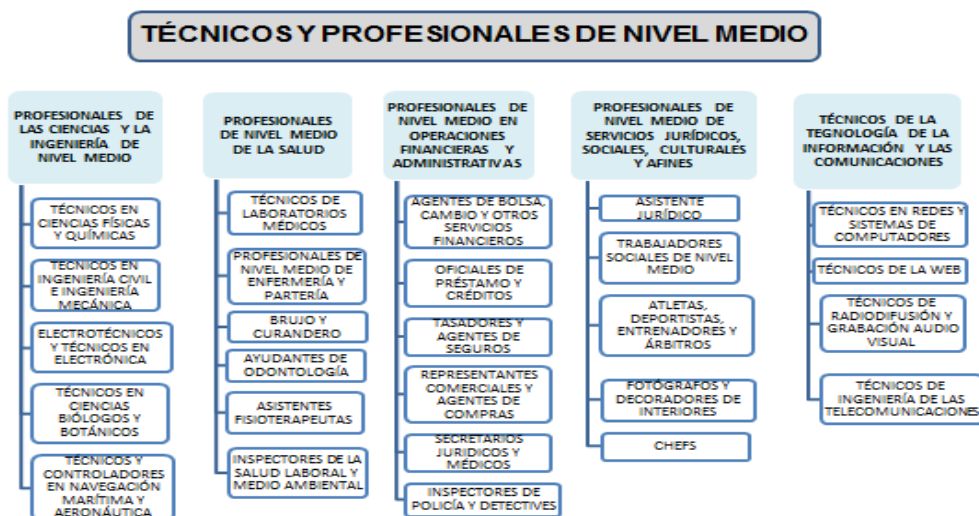 TÉCNICOS Y PROFESIONALES DE NIVEL MEDIO
PROFESIONALES DE
LAS CIENCIAS Y LA
INGENIERÍA DE
NIVEL MEDIO
TÉCNICOS EN
CIENCIAS FÍSICAS
Y QUÍMICAS
TECNICOS EN
INGENIERÍA CIVIL
E INGENIERÍA
MECÁNICA
ELECTROTÉCNICOS
Y TÉCNICOS EN
ELECTRÓNICA
TÉCNICOS EN
CIENCIAS
BIÓLOGOS Y
BOTÁNICOS
TÉCNICOS Y
CONTROLADORES
EN NAVEGACIÓN
MARÍTIMA Y
AERONÁUTICA
PROFESIONALES
DE NIVEL MEDIO
DE LA SALUD
TÉCNICOS DE
LABORATORIOS
MÉDICOS
PROFESIONALES DE
NIVEL MEDIO DE
ENFERMERÍA Y
PARTERÍA
BRUJO Y
CURANDERO
AYUDANTES DE
ODONTOLOGÍA
ASISTENTES
FISIOTERAPEUTAS
INSPECTORES DE LA
SALUD LABORAL Y
MEDIO AMBIENTAL
PROFESIONALES DE
NIVEL MEDIO EN
OPERACIONES
FINANCIERAS Y
ADMINISTRATIVAS
AGENTES DE BOLSA,
CAMBIO Y OTROS
SERVICIOS
FINANCIEROS
OFICIALES DE
PRÉSTAMO Y
CRÉDITOS
TASADORES Y
AGENTES DE
SEGUROS
REPRESENTANTES
COMERCIALES Y
AGENTES DE
COMPRAS
SECRETARIOS
JURIDICOS Y
MÉDICOS
INSPECTORES DE
POLICÍA Y DETECTIVES
PROFESIONALES DE
NIVEL MEDIO DE
SERVICIOS JURÍDICOS,
SOCIALES, CULTURALES
Y AFINES
ASISTENTE
JURÍDICO
TRABAJADORES
SOCIALES DE NIVEL
MEDIO
ATLETAS,
DEPORTISTAS,
ENTRENADORES Y
ÁRBITROS
FOTÓGRAFOS Y
DECORADORES DE
INTERIORES
CHEFS
TÉCNICOS DE LA
TEGNOLOGÍA DE LA
INFORMACIÓN Y LAS
COMUNICACIONES
TÉCNICOS EN REDES Y
SISTEMAS DE
COMPUTADORES
TÉCNICOS DE LA WEB
TÉCNICOS DE
RADIODIFUSIÓN Y
GRABACIÓN AUDIO
VISUAL
TÉCNICOS DE
INGENIERÍA DE LAS
TELECOMUNICACIONES